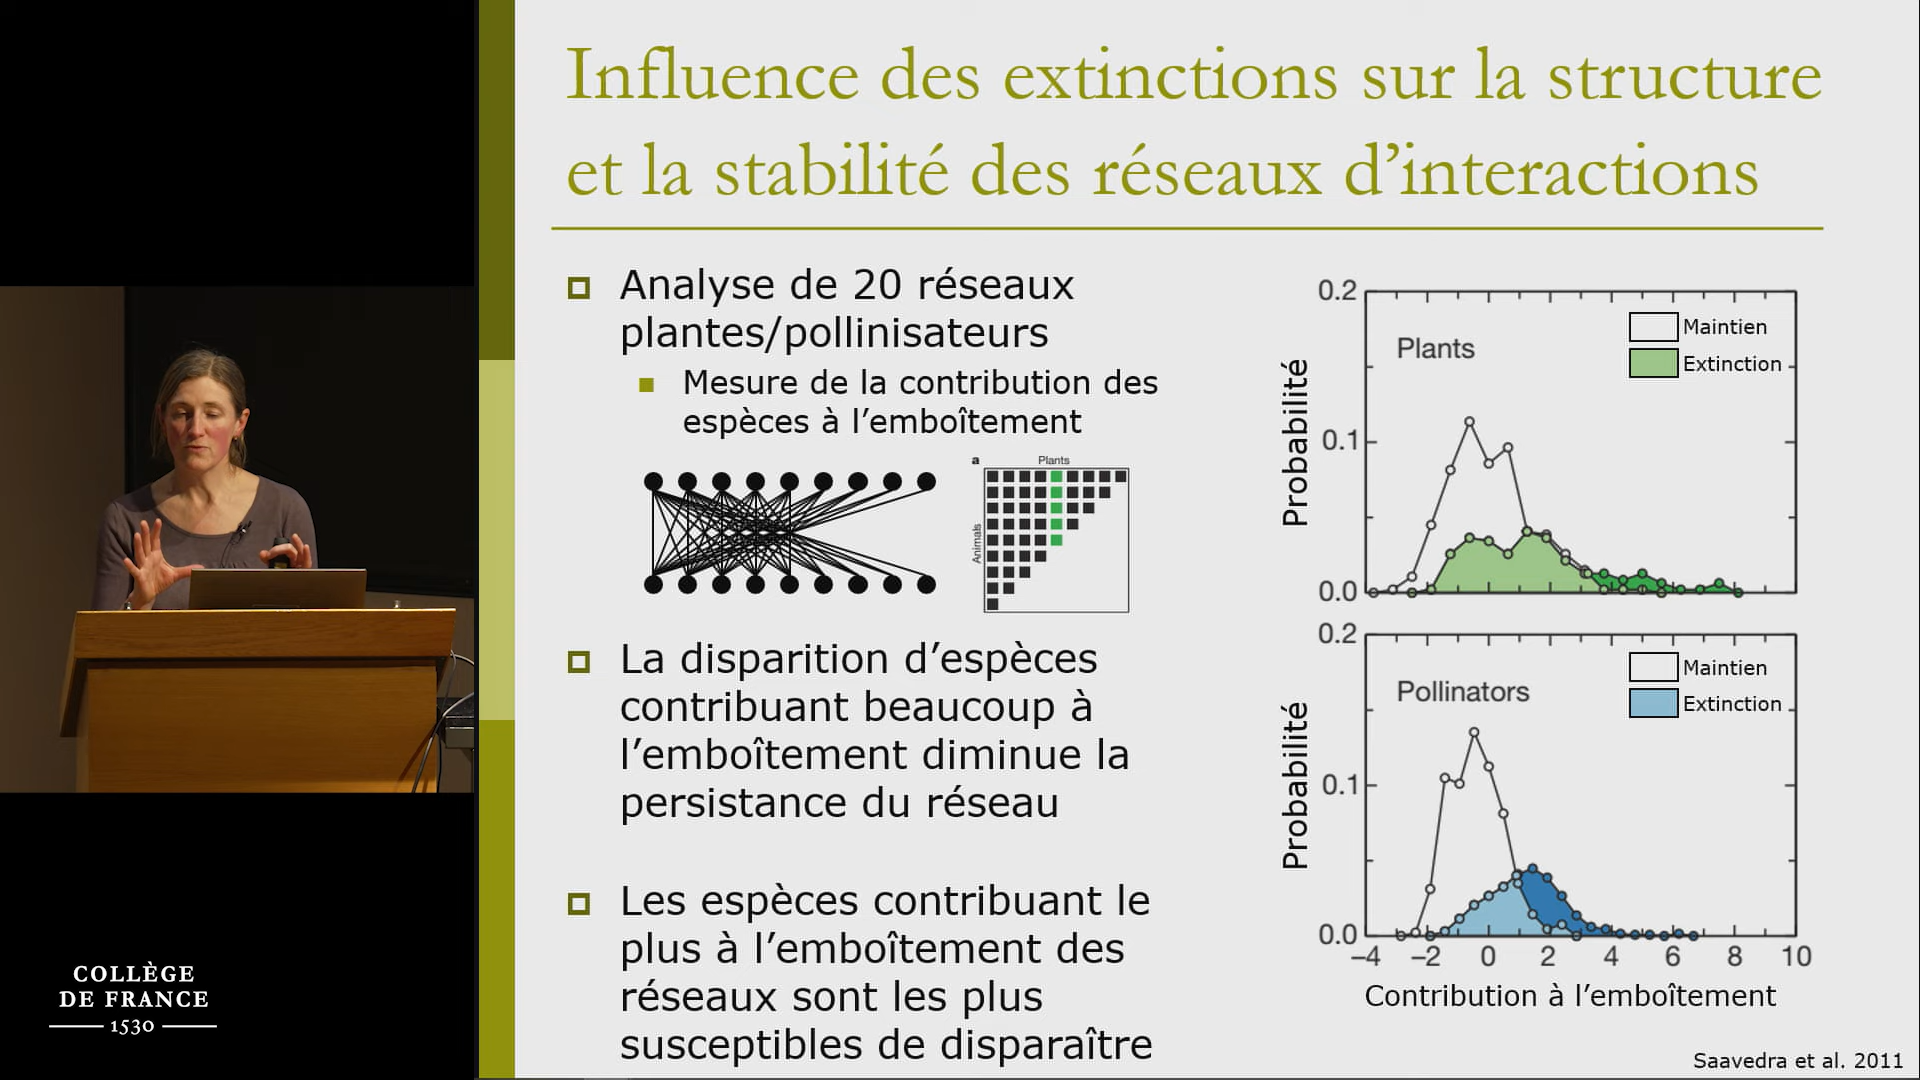 Influence des extinctions sur la structure
et la stabilité des réseaux d’interactions
Analyse de 20 réseaux
plantes/pollinisateurs
Mesure de la contribution des
espèces à l’emboîtement
a
Plants
Animals
La disparition d’espèces
contribuant beaucoup à
l’emboîtement diminue la
persistance du réseau
Les espèces contribuant le
plus à l’emboîtement des
réseaux sont les plus
susceptibles de disparaître
0.2
Plants
Maintien
Extinction
Probabilité
0.1
0.0
0.2
Pollinators
Maintien
Extinction
Probabilité
0.1
0.0
–4 –2 0 2 4 6 8 10
Contribution à l’emboîtement
Saavedra et al. 2011
COLLÈGE
DE FRANCE
1530